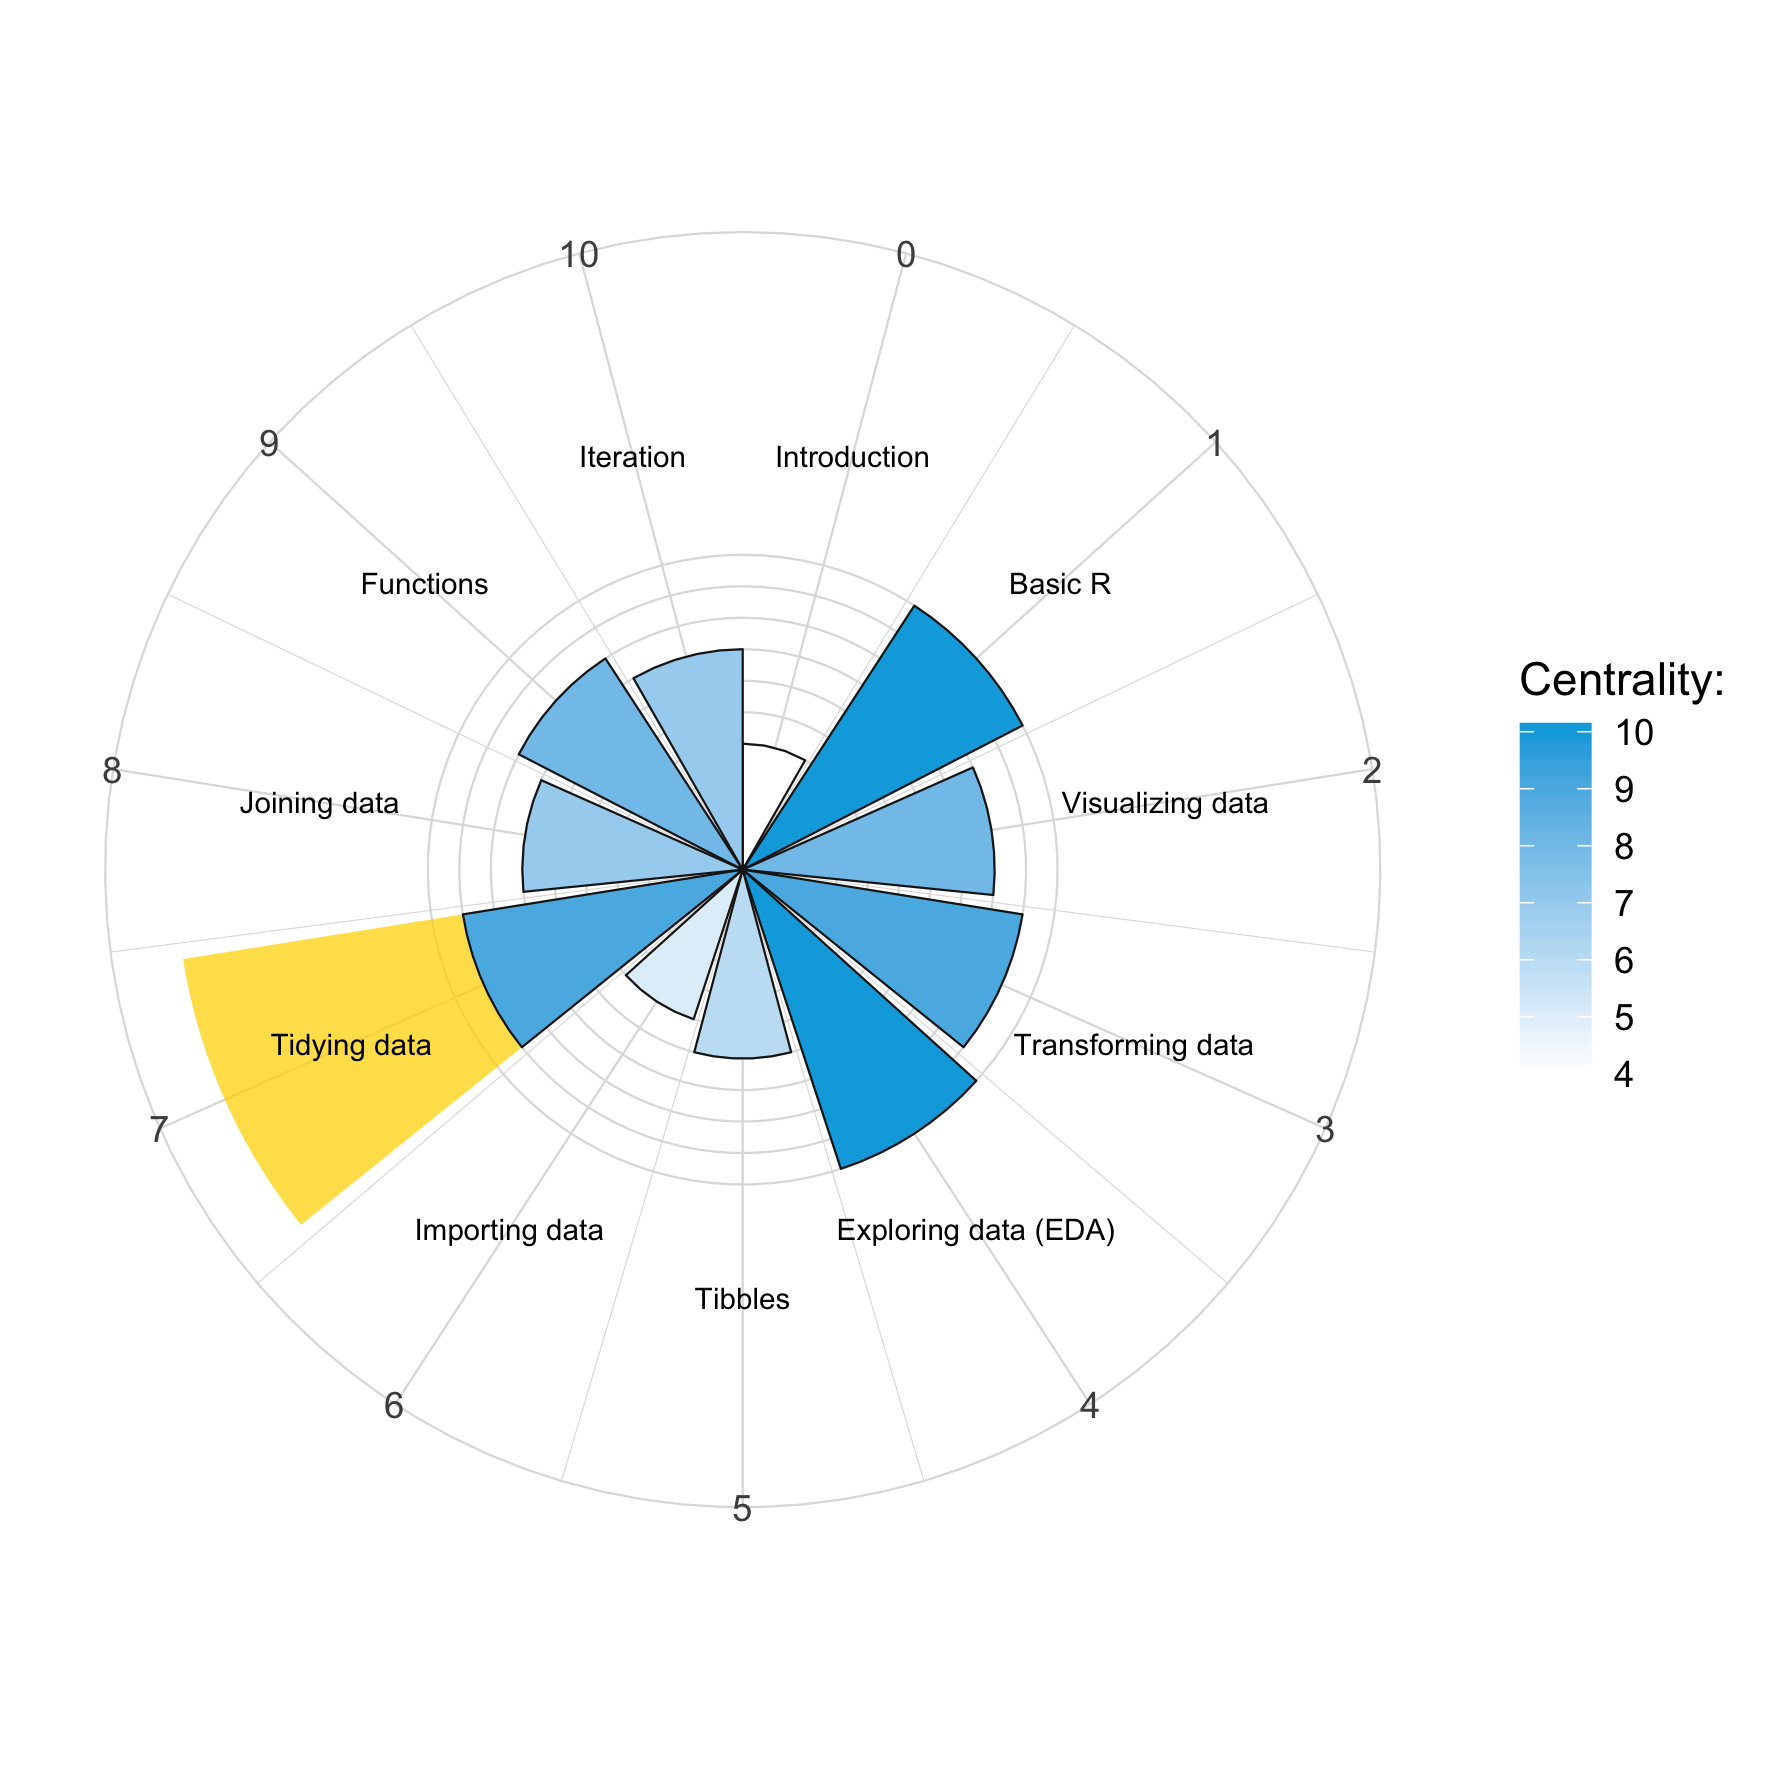 10
0
9
1
Iteration
Introduction
Functions
Basic R
8
2
Joining data
Visualizing data
Tidying data
Transforming data
7
3
Importing data
Exploring data (EDA)
Tibbles
6
4
5
Centrality:
10
9
8
7
6
5
4